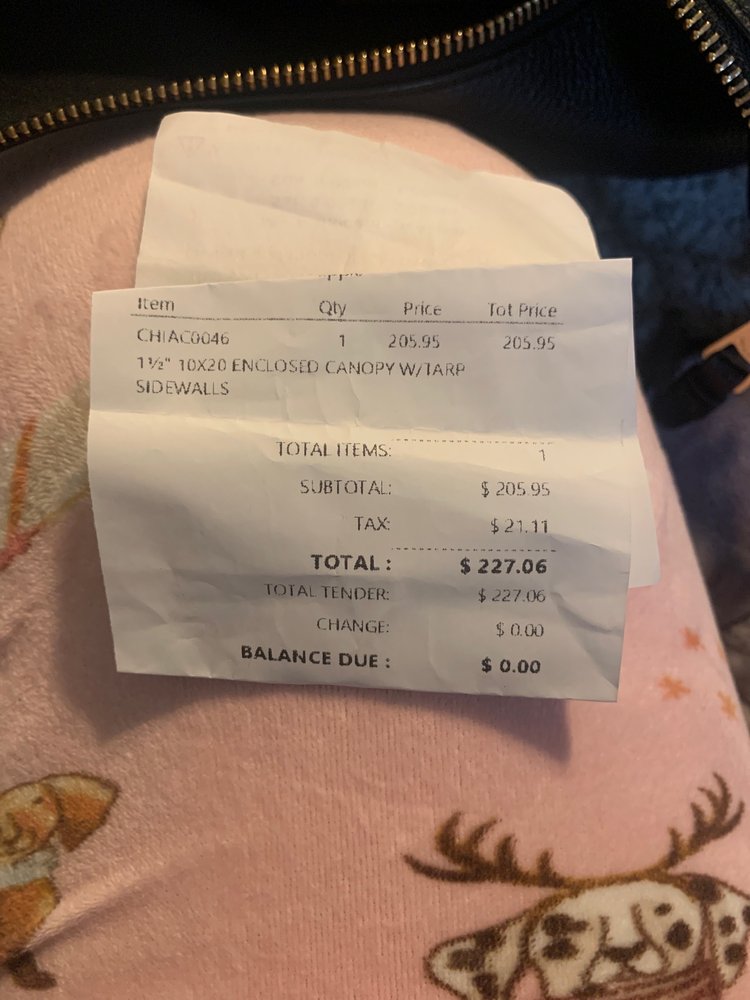 Item Qty Price Tot Price
CHIAC0046 1 205.95 205.95
1½" 10X20 ENCLOSED CANOPY W/TARP
SIDEWALLS
TOTAL ITEMS: 1
SUBTOTAL: $ 205.95
TAX: $ 21.11
TOTAL : $ 227.06
TOTAL TENDER: $ 227.06
CHANGE: $ 0.00
BALANCE DUE : $ 0.00